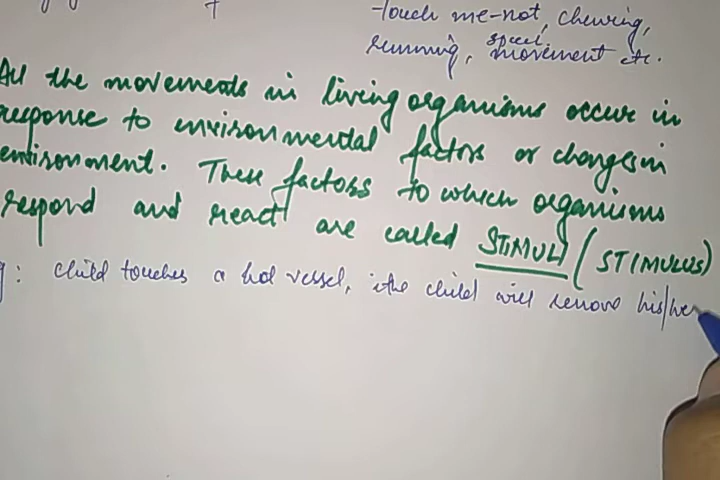 touch me-not, chewing,
running, speed, movement etc.
All the movements in living organisms occur in
response to environmental factors or changes in
environment. These factors to which organisms
respond and react are called STIMULI (STIMULUS)
g: child touches a hot vessel, the child will remove his/he